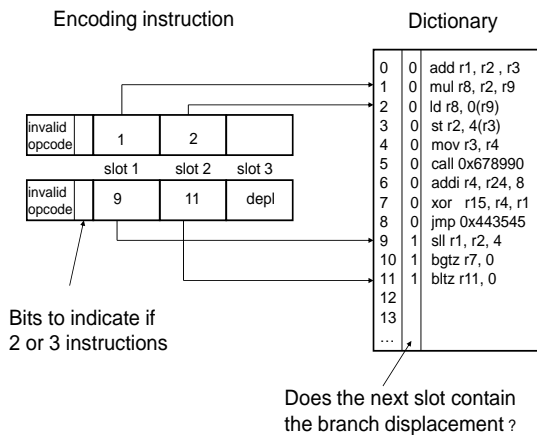 Encoding instruction
Dictionary
0 0 add r1, r2 , r3
1 0 mul r8, r2, r9
2 0 ld r8, 0(r9)
3 0 st r2, 4(r3)
4 0 mov r3, r4
5 0 call 0x678990
6 0 addi r4, r24, 8
7 0 xor r15, r4, r1
8 0 jmp 0x443545
9 1 sll r1, r2, 4
10 1 bgtz r7, 0
11 1 bltz r11, 0
12
13
...
invalid
opcode
1 2
slot 1 slot 2 slot 3
invalid
opcode
9 11 depl
Bits to indicate if
2 or 3 instructions
Does the next slot contain
the branch displacement ?